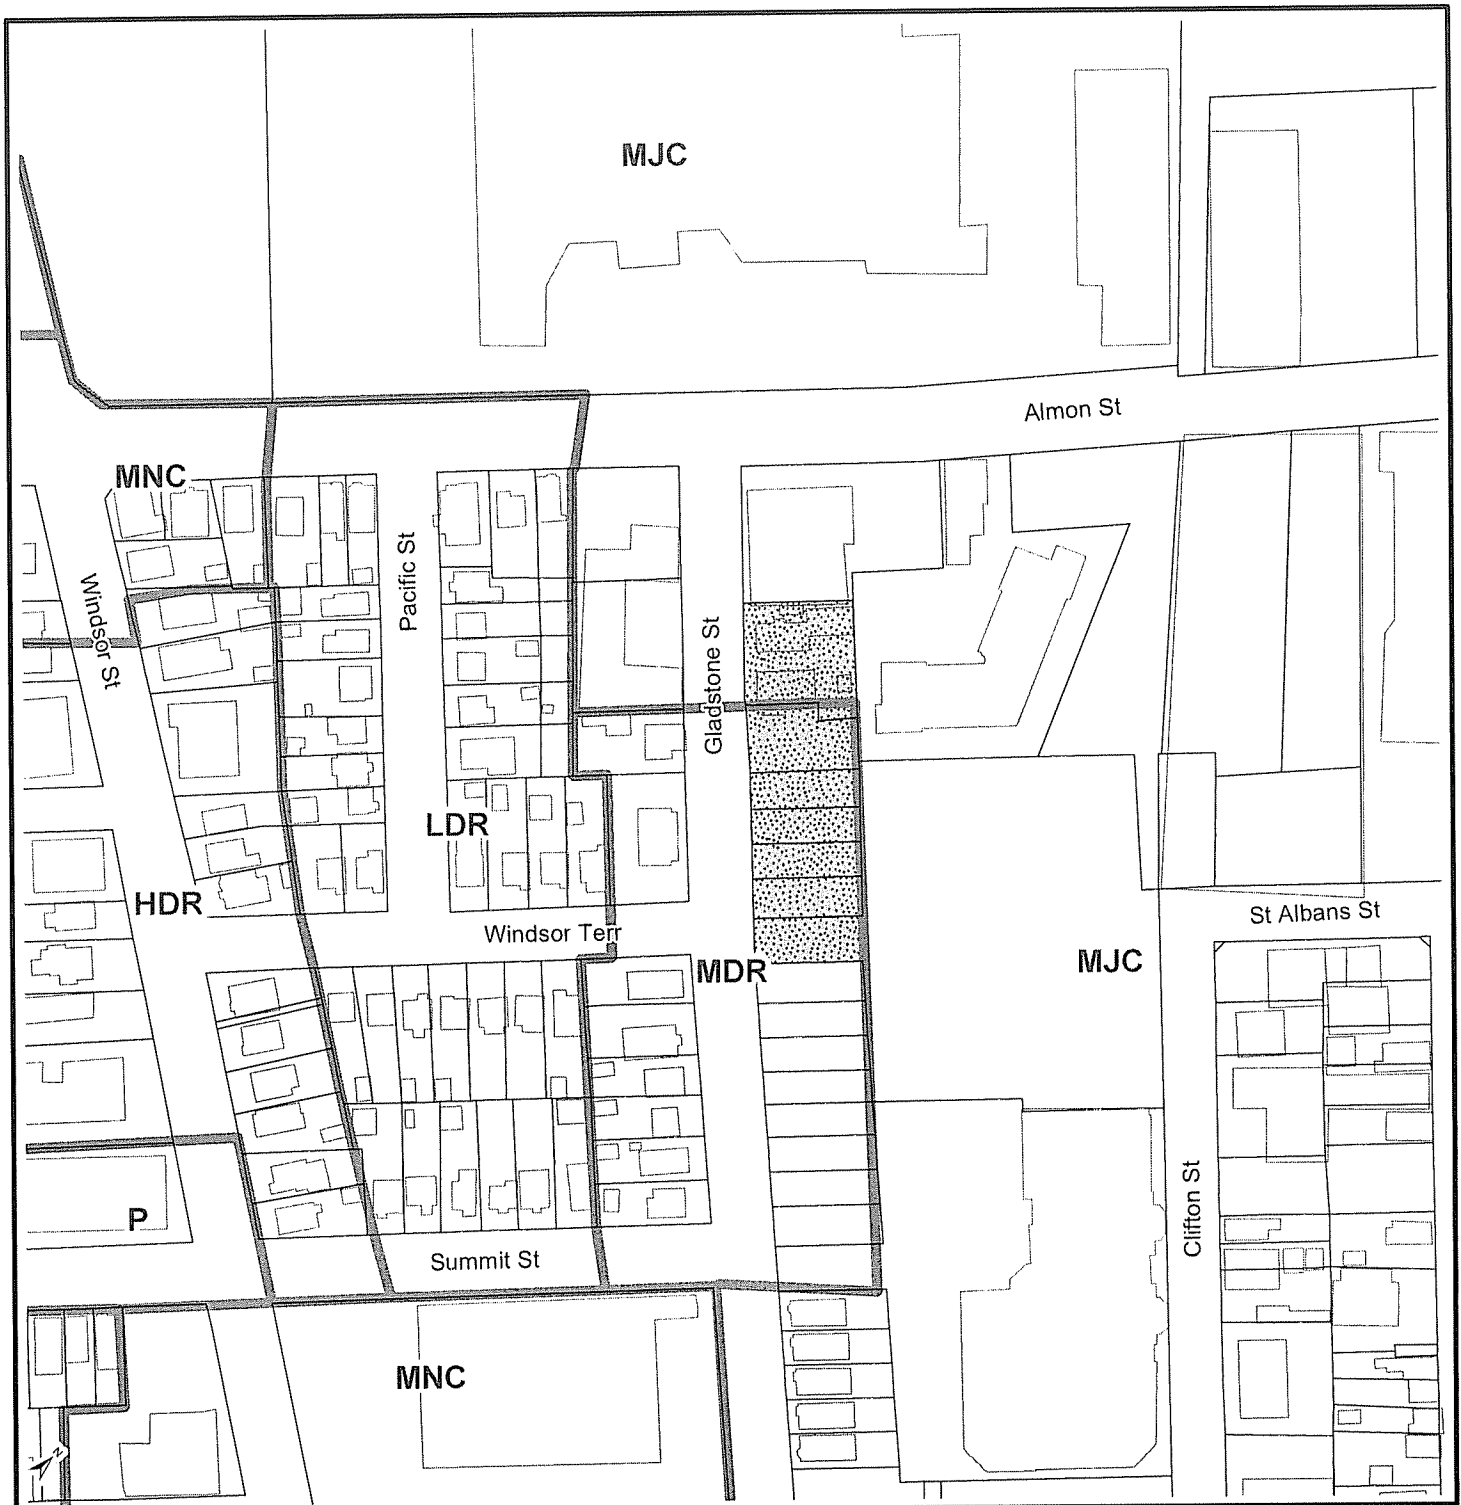 MJC
Almon St
MNC
Windsor St
Pacific St
Gladstone St
LDR
HDR
Windsor Terr
St Albans St
MDR
MJC
P
Summit St
Clifton St
MNC
N